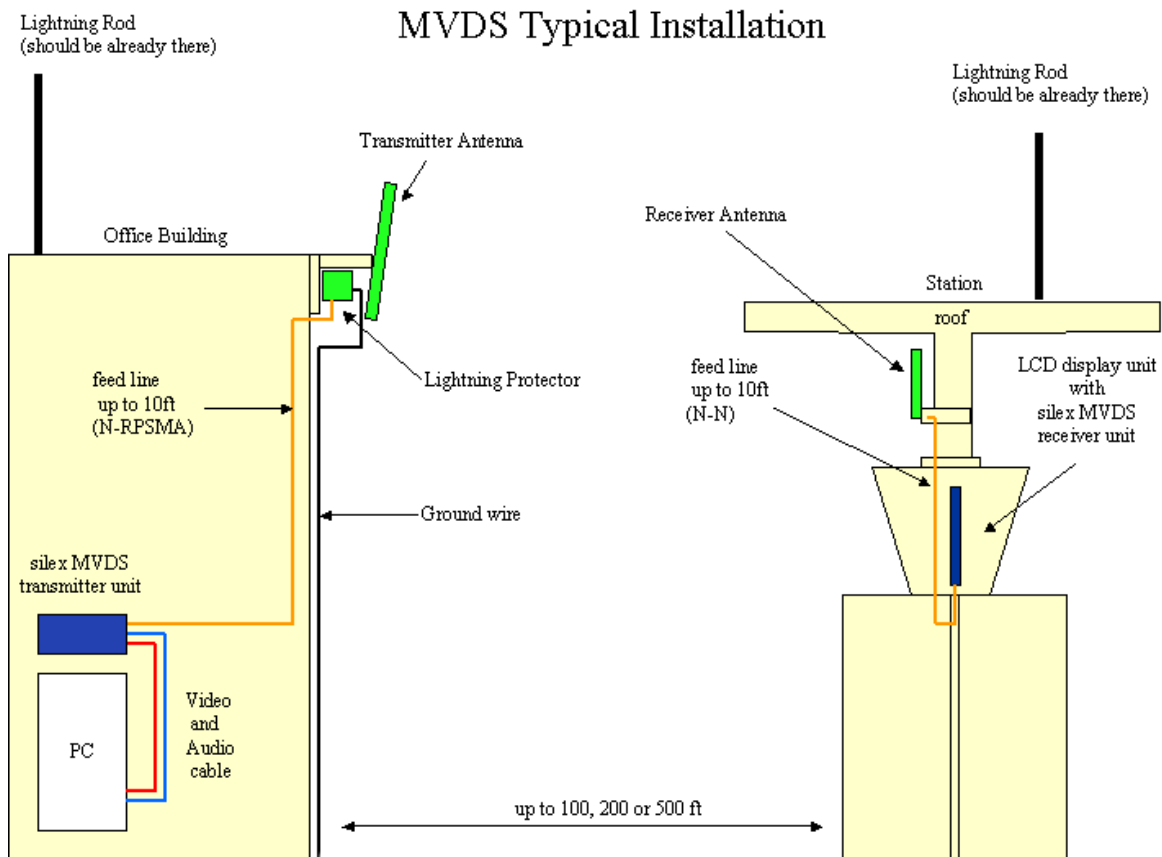 MVDS Typical Installation
Lightning Rod
(should be already there)
Lightning Rod
(should be already there)
Transmitter Antenna
Receiver Antenna
Office Building
Station
roof
feed line
up to 10ft
(N-RPSMA)
Lightning Protector
feed line
up to 10ft
(N-N)
LCD display unit
with
silex MVDS
receiver unit
Ground wire
silex MVDS
transmitter unit
Video
and
Audio
cable
PC
up to 100, 200 or 500 ft